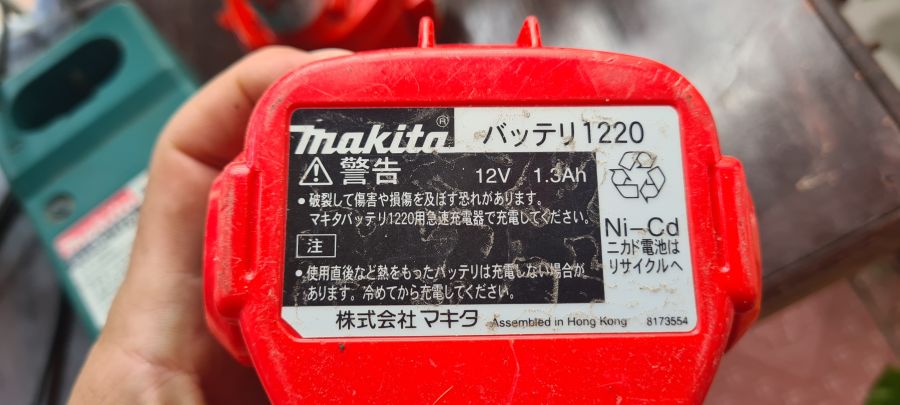 makita® バッテリ1220
警告 12V 1.3Ah
●破裂して傷害や損傷を及ぼす恐れがあります。
マキタバッテリ1220用急速充電器で充電してください。
注
●使用直後など熱をもったバッテリは充電しない場合が
あります。冷めてから充電してください。
Ni-Cd
ニカド電池は
リサイクルへ
株式会社マキタ Assembled in Hong Kong 8173554